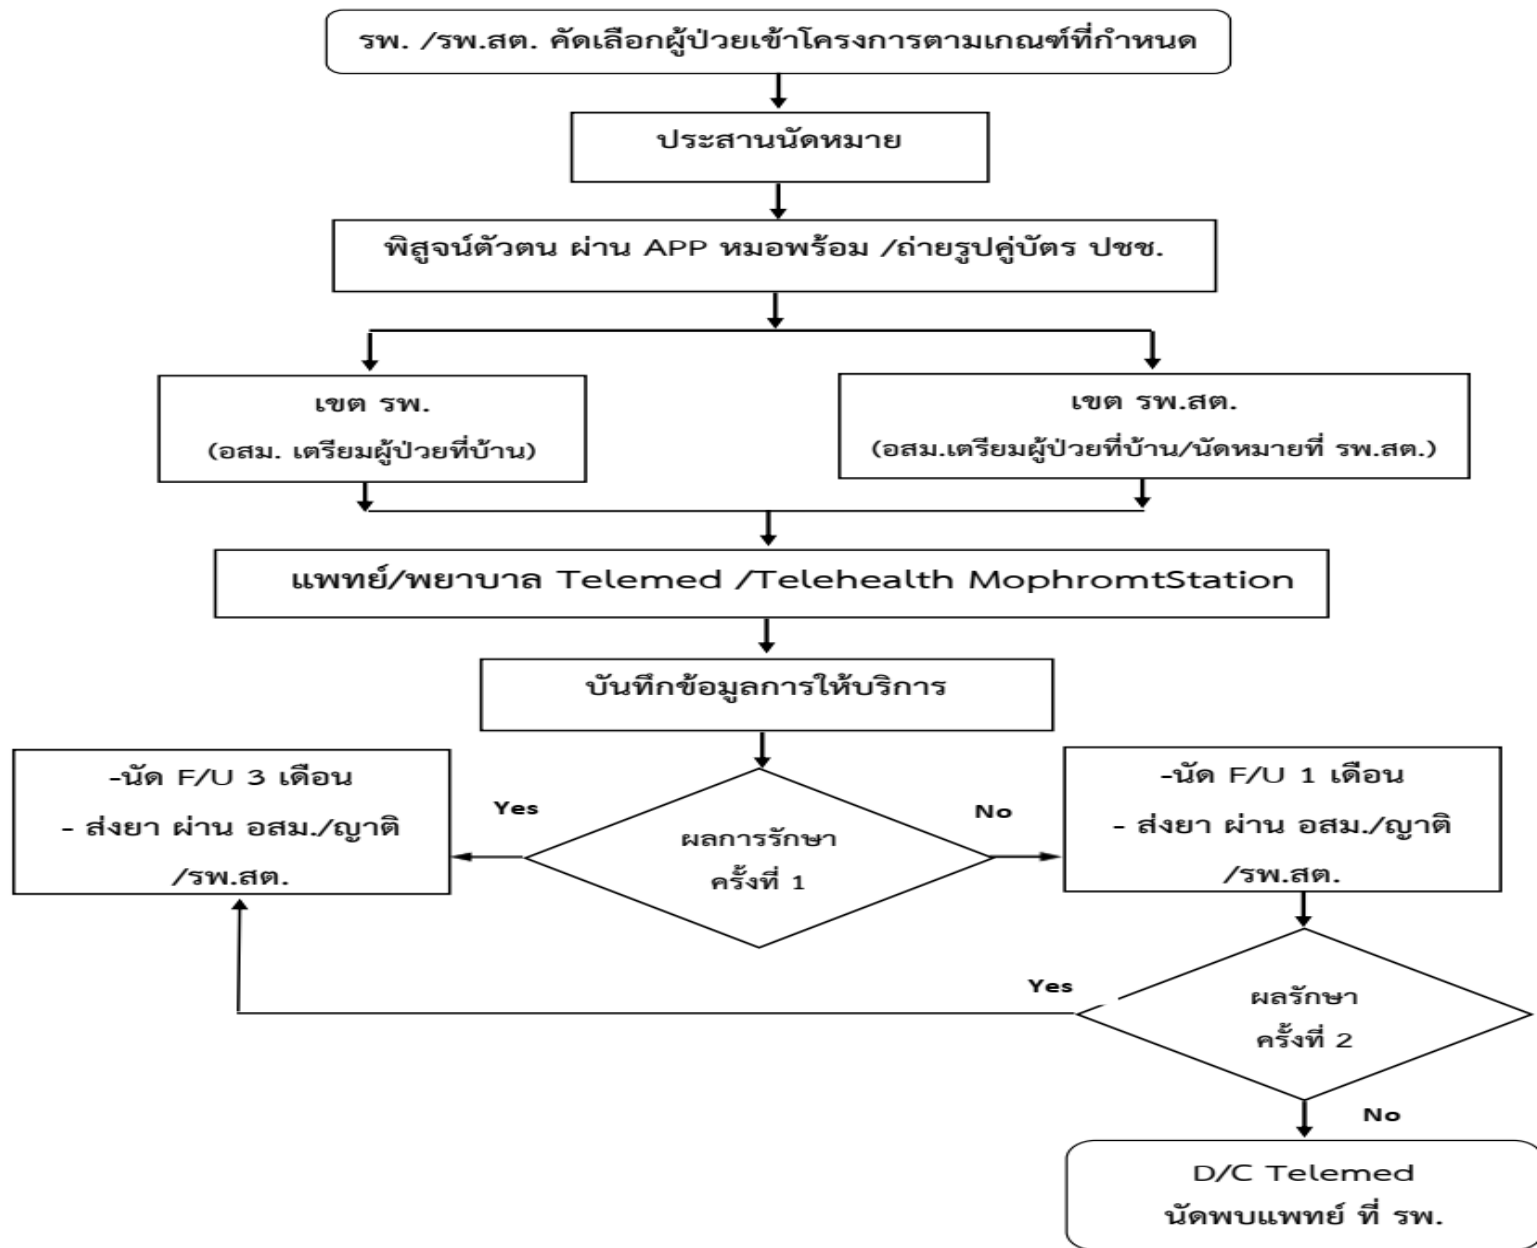 รพ. /รพ.สต. คัดเลือกผู้ป่วยเข้าโครงการตามเกณฑ์ที่กำหนด
ประสานนัดหมาย
พิสูจน์ตัวตน ผ่าน APP หมอพร้อม /ถ่ายรูปคู่บัตร ปชช.
เขต รพ.
(อสม. เตรียมผู้ป่วยที่บ้าน)
เขต รพ.สต.
(อสม.เตรียมผู้ป่วยที่บ้าน/นัดหมายที่ รพ.สต.)
แพทย์/พยาบาล Telemed /Telehealth MophromtStation
บันทึกข้อมูลการให้บริการ
-นัด F/U 3 เดือน
- ส่งยา ผ่าน อสม./ญาติ
/รพ.สต.
Yes
ผลการรักษา
ครั้งที่ 1
No
-นัด F/U 1 เดือน
- ส่งยา ผ่าน อสม./ญาติ
/รพ.สต.
Yes
ผลรักษา
ครั้งที่ 2
No
D/C Telemed
นัดพบแพทย์ ที่ รพ.